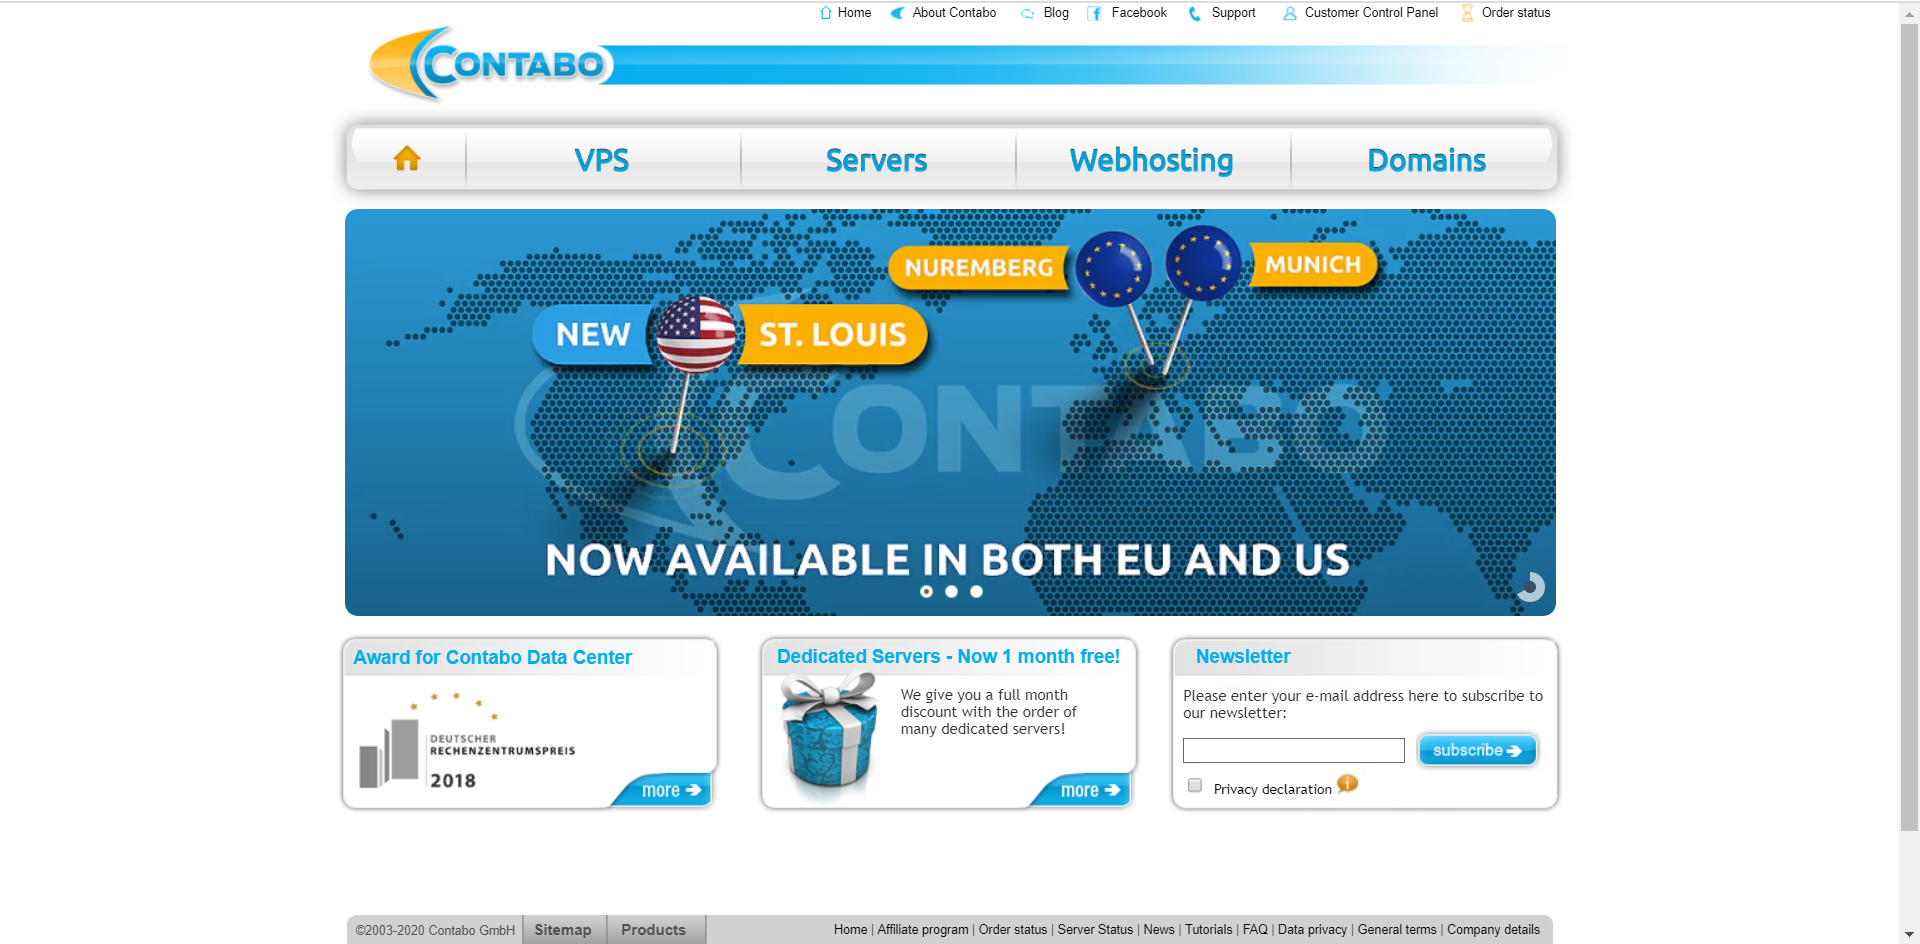 Home About Contabo Blog Facebook Support Customer Control Panel Order status
CONTABO
VPS Servers Webhosting Domains
NUREMBERG MUNICH
NEW ST. LOUIS
CONTABO
NOW AVAILABLE IN BOTH EU AND US
Award for Contabo Data Center
DEUTSCHER
RECHENZENTRUMSPREIS
2018
more
Dedicated Servers - Now 1 month free!
We give you a full month
discount with the order of
many dedicated servers!
more
Newsletter
Please enter your e-mail address here to subscribe to
our newsletter:
subscribe
Privacy declaration
©2003-2020 Contabo GmbH Sitemap Products Home | Affiliate program | Order status | Server Status | News | Tutorials | FAQ | Data privacy | General terms | Company details